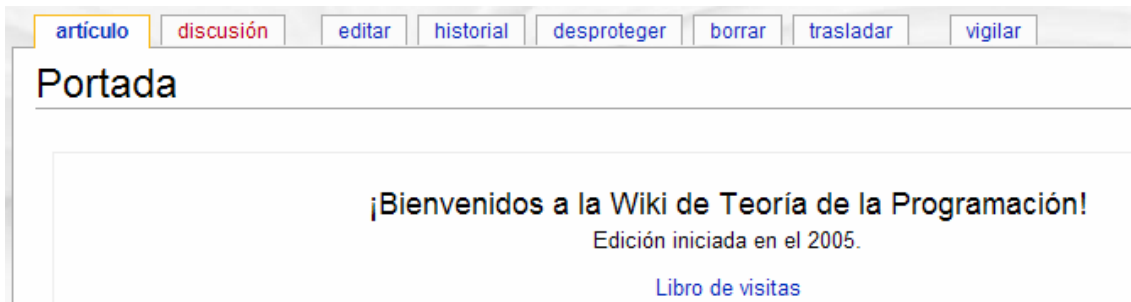 artículo discusión editar historial desproteger borrar trasladar vigilar
Portada
¡Bienvenidos a la Wiki de Teoría de la Programación!
Edición iniciada en el 2005.
Libro de visitas